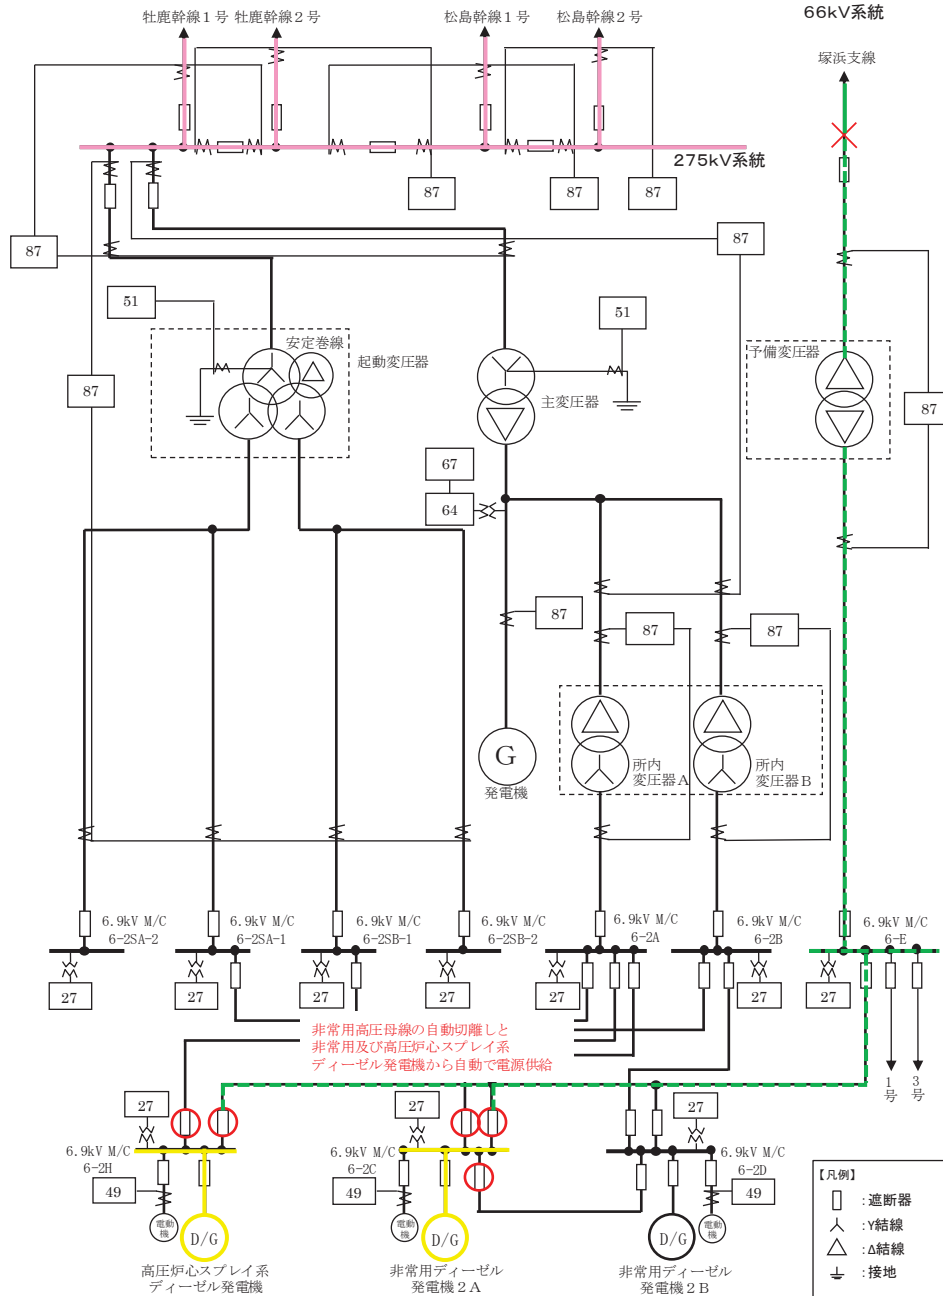 66kV系統
牡鹿幹線1号
牡鹿幹線2号
松島幹線1号
松島幹線2号
塚浜支線
275kV系統
87
87
87
87
87
51
51
安定巻線
起動変圧器
予備変圧器
87
主変圧器
87
67
64
87
87
87
G
発電機
所内
変圧器A
所内
変圧器B
6.9kV M/C
6-2SA-2
6.9kV M/C
6-2SA-1
6.9kV M/C
6-2SB-1
6.9kV M/C
6-2SB-2
6.9kV M/C
6-2A
6.9kV M/C
6-2B
6.9kV M/C
6-E
27
27
27
27
27
27
27
非常用高圧母線の自動切離しと
非常用及び高圧炉心スプレイ系
ディーゼル発電機から自動で電源供給
1号
3号
27
27
27
6.9kV M/C
6-2H
6.9kV M/C
6-2C
6.9kV M/C
6-2D
49
49
49
電動機
D/G
電動機
D/G
D/G
電動機
高圧炉心スプレイ系
ディーゼル発電機
非常用ディーゼル
発電機2A
非常用ディーゼル
発電機2B
【凡例】
:遮断器
:Y結線
:Δ結線
:接地